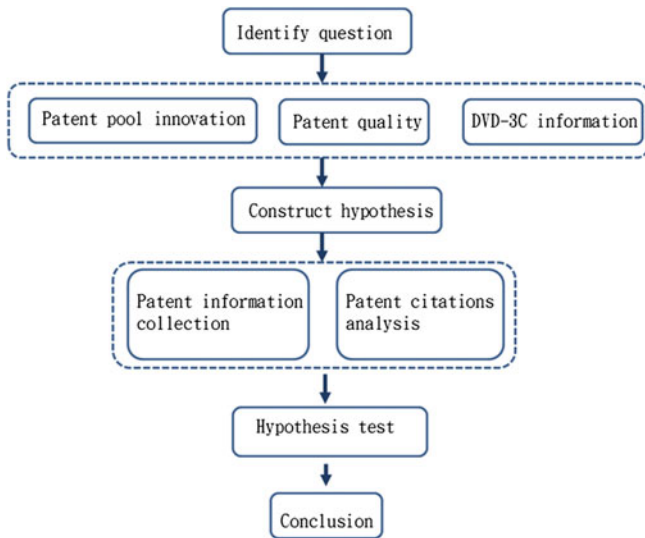 Identify question
Patent pool innovation
Patent quality
DVD-3C information
Construct hypothesis
Patent information
collection
Patent citations
analysis
Hypothesis test
Conclusion